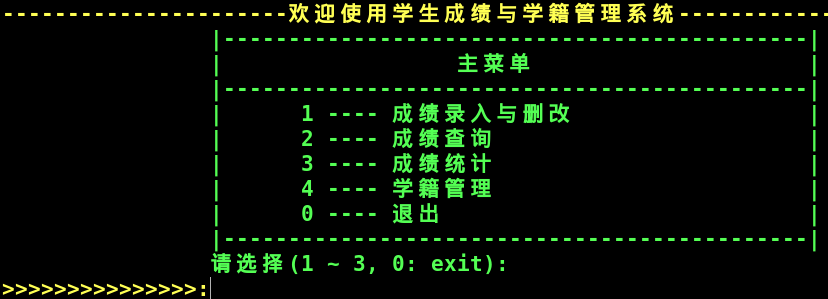 ----------------------欢迎使用学生成绩与学籍管理系统------------
|---------------------------------------------|
| 主菜单 |
|---------------------------------------------|
| 1 ---- 成绩录入与删改 |
| 2 ---- 成绩查询 |
| 3 ---- 成绩统计 |
| 4 ---- 学籍管理 |
| 0 ---- 退出 |
|---------------------------------------------|
请选择(1 ~ 3, 0: exit):
>>>>>>>>>>>>>>>: